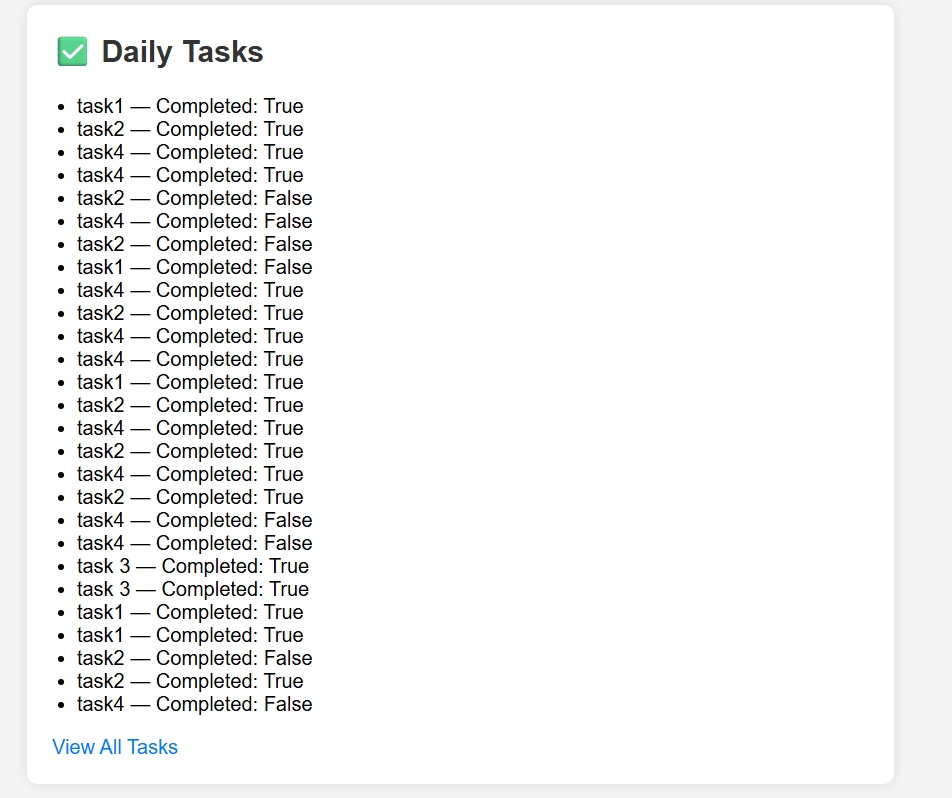 ✅ Daily Tasks
• task1 — Completed: True
• task2 — Completed: True
• task4 — Completed: True
• task4 — Completed: True
• task2 — Completed: False
• task4 — Completed: False
• task2 — Completed: False
• task1 — Completed: False
• task4 — Completed: True
• task2 — Completed: True
• task4 — Completed: True
• task4 — Completed: True
• task1 — Completed: True
• task2 — Completed: True
• task4 — Completed: True
• task2 — Completed: True
• task4 — Completed: True
• task2 — Completed: True
• task4 — Completed: False
• task4 — Completed: False
• task 3 — Completed: True
• task 3 — Completed: True
• task1 — Completed: True
• task1 — Completed: True
• task2 — Completed: False
• task2 — Completed: True
• task4 — Completed: False
View All Tasks